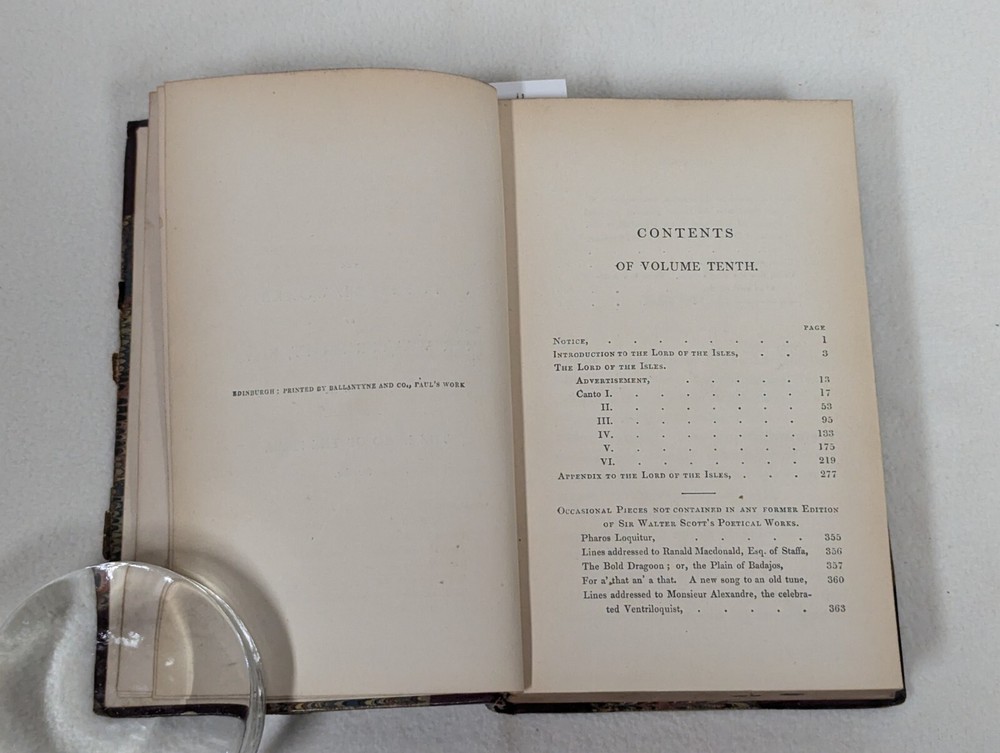 EDINBURGH: PRINTED BY BALLANTYNE AND CO., PAUL'S WORK
CONTENTS
OF VOLUME TENTH.
PAGE
NOTICE, . . . . . . . . 1
INTRODUCTION TO THE LORD OF THE ISLES, . . 3
THE LORD OF THE ISLES.
ADVERTISEMENT, . . . . . 13
CANTO I. . . . . . . . 17
II. . . . . . . . 53
III. . . . . . . . 95
IV. . . . . . . . 133
V. . . . . . . . 175
VI. . . . . . . . 219
APPENDIX TO THE LORD OF THE ISLES, . . . 277
OCCASIONAL PIECES NOT CONTAINED IN ANY FORMER EDITION
OF SIR WALTER SCOTT'S POETICAL WORKS.
Pharos Loquitur, . . . . . 355
Lines addressed to Ranald Macdonald, Esq. of Staffa, 356
The Bold Dragoon; or, the Plain of Badajos, 357
For a' that an' a that. A new song to an old tune, 360
Lines addressed to Monsieur Alexandre, the celebra-
ted Ventriloquist, . . . . . 363